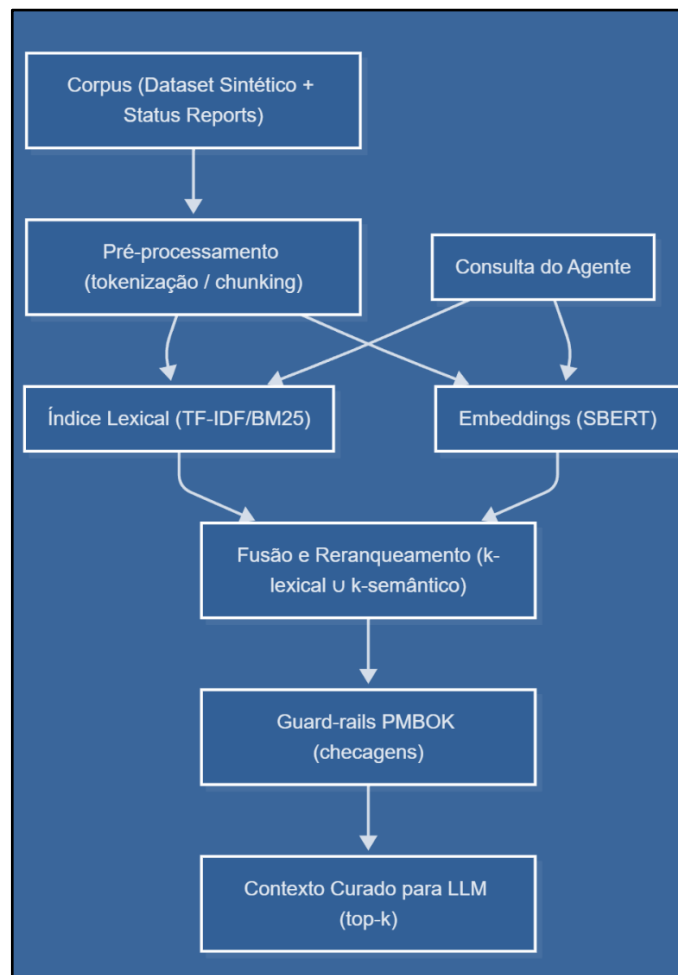 Corpus (Dataset Sintético +
Status Reports)
Pré-processamento
(tokenização / chunking)
Consulta do Agente
Índice Lexical (TF-IDF/BM25)
Embeddings (SBERT)
Fusão e Reranqueamento (k-
lexical ∪ k-semântico)
Guard-rails PMBOK
(checagens)
Contexto Curado para LLM
(top-k)